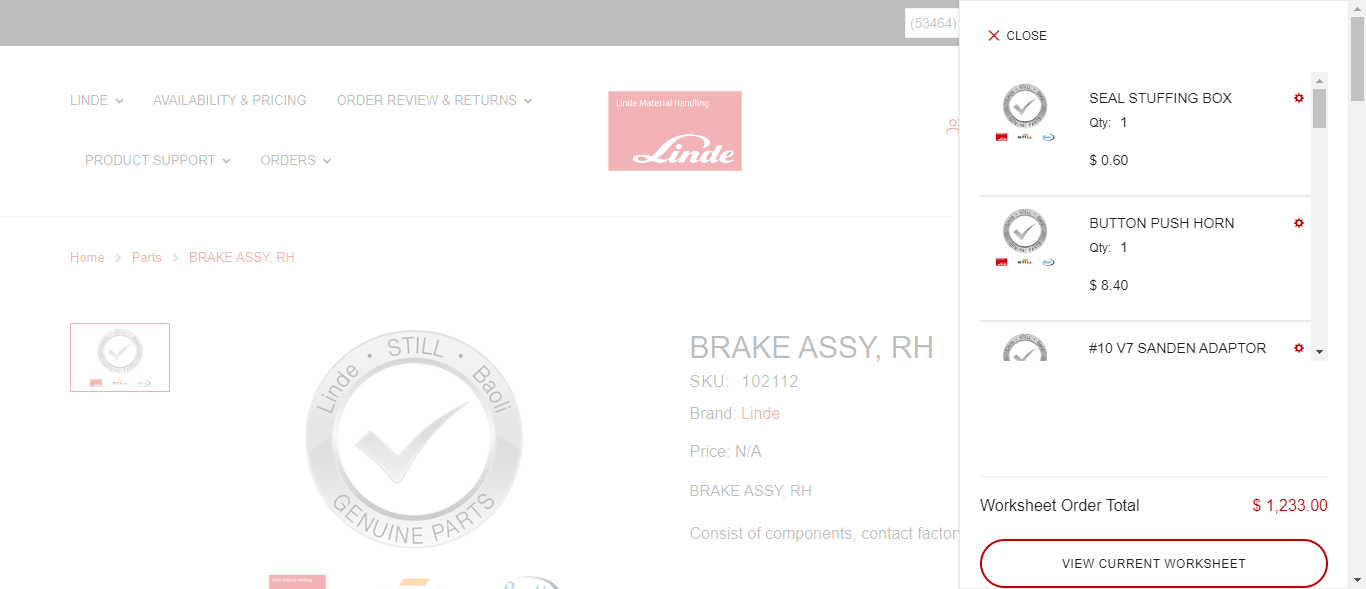 (53464)
CLOSE
LINDE
AVAILABILITY & PRICING
ORDER REVIEW & RETURNS
PRODUCT SUPPORT
ORDERS
Linde Material Handling
Linde
Home
Parts
BRAKE ASSY, RH
Linde • STILL • Baoli
GENUINE PARTS
BRAKE ASSY, RH
SKU: 102112
Brand: Linde
Price: N/A
BRAKE ASSY, RH
Consist of components, contact factory
SEAL STUFFING BOX
Qty: 1
$ 0.60
BUTTON PUSH HORN
Qty: 1
$ 8.40
#10 V7 SANDEN ADAPTOR
Worksheet Order Total
$ 1,233.00
VIEW CURRENT WORKSHEET